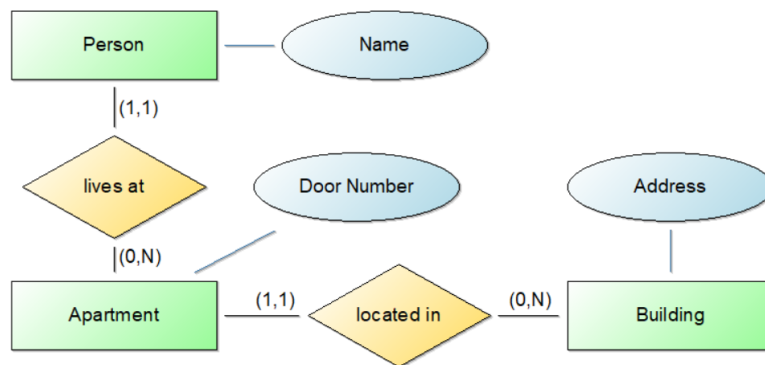 Person
Name
(1,1)
lives at
Door Number
Address
(0,N)
Apartment
(1,1)
located in
(0,N)
Building